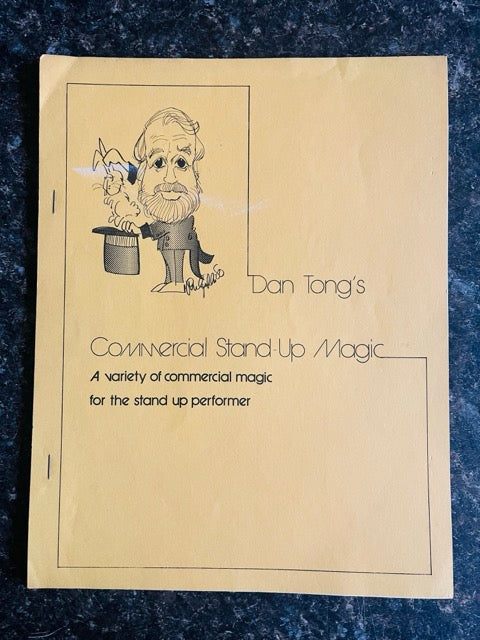 Dan Tong's
Commercial Stand-Up Magic
A variety of commercial magic
for the stand up performer